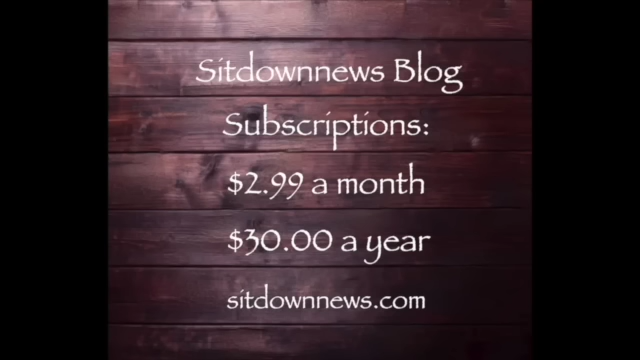 Sitdownnews Blog
Subscriptions:
$2.99 a month
$30.00 a year
sitdownnews.com